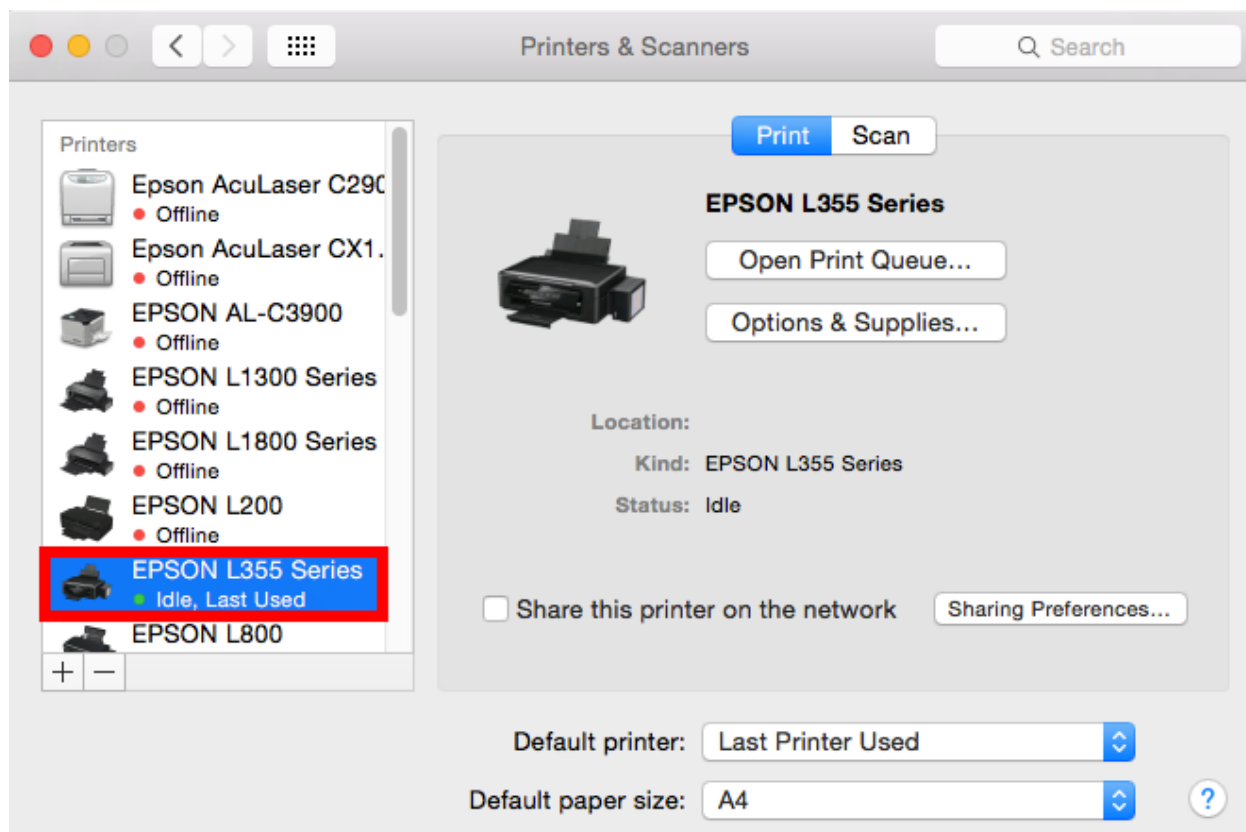 Printers & Scanners
Search
Printers
Epson AcuLaser C290
Offline
Epson AcuLaser CX1.
Offline
EPSON AL-C3900
Offline
EPSON L1300 Series
Offline
EPSON L1800 Series
Offline
EPSON L200
Offline
EPSON L355 Series
Idle, Last Used
EPSON L800
+ −
Print Scan
EPSON L355 Series
Open Print Queue...
Options & Supplies...
Location:
Kind: EPSON L355 Series
Status: Idle
Share this printer on the network
Sharing Preferences...
Default printer: Last Printer Used
Default paper size: A4
?